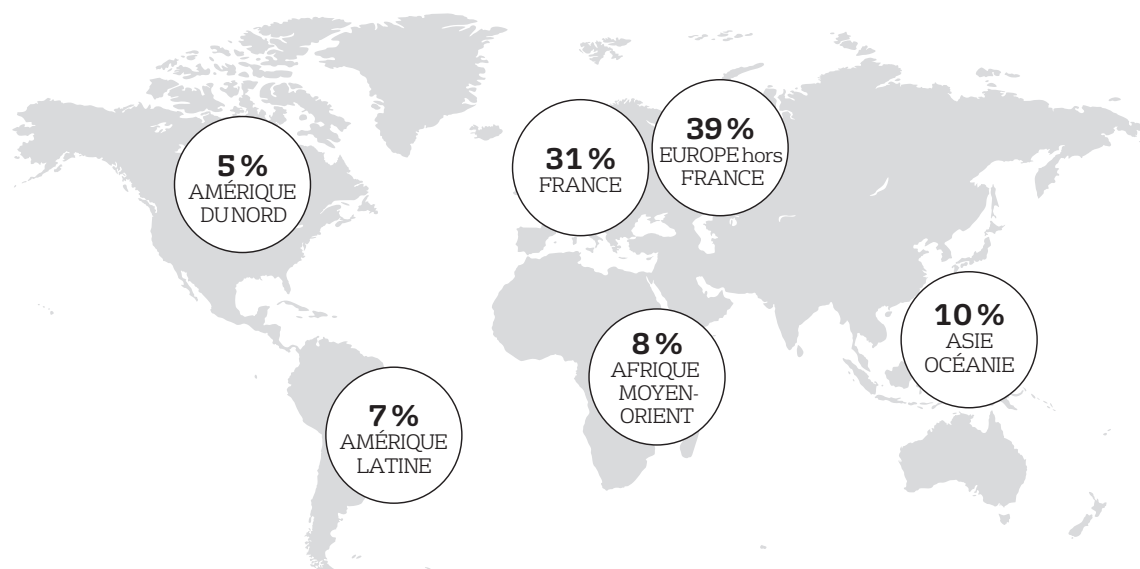 5 %
AMÉRIQUE
DU NORD
31 %
FRANCE
39 %
EUROPE hors
FRANCE
7 %
AMÉRIQUE
LATINE
8 %
AFRIQUE
MOYEN-
ORIENT
10 %
ASIE
OCÉANIE